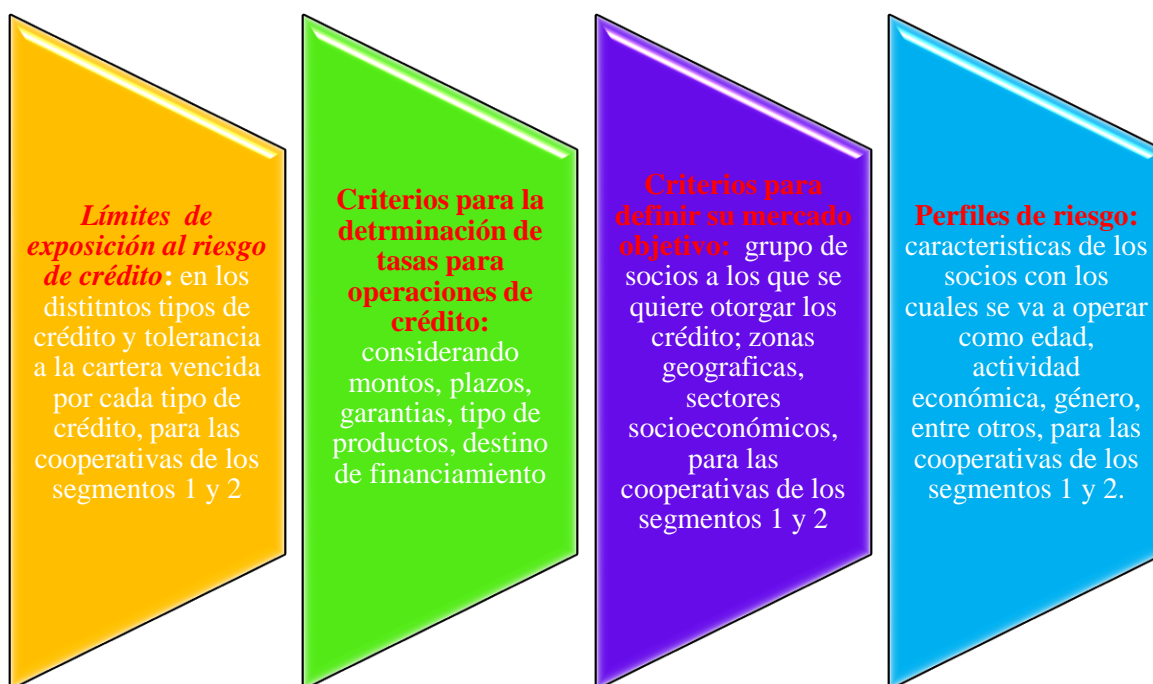 Límites de
exposición al riesgo
de crédito: en los
distitntos tipos de
crédito y tolerancia
a la cartera vencida
por cada tipo de
crédito, para las
cooperativas de los
segmentos 1 y 2
Criterios para la
detrminación de
tasas para
operaciones de
crédito:
considerando
montos, plazos,
garantias, tipo de
productos, destino
de financiamiento
Criterios para
definir su mercado
objetivo: grupo de
socios a los que se
quiere otorgar los
crédito; zonas
geograficas,
sectores
socioeconómicos,
para las
cooperativas de los
segmentos 1 y 2
Perfiles de riesgo:
caracteristicas de los
socios con los
cuales se va a operar
como edad,
actividad
económica, género,
entre otros, para las
cooperativas de los
segmentos 1 y 2.